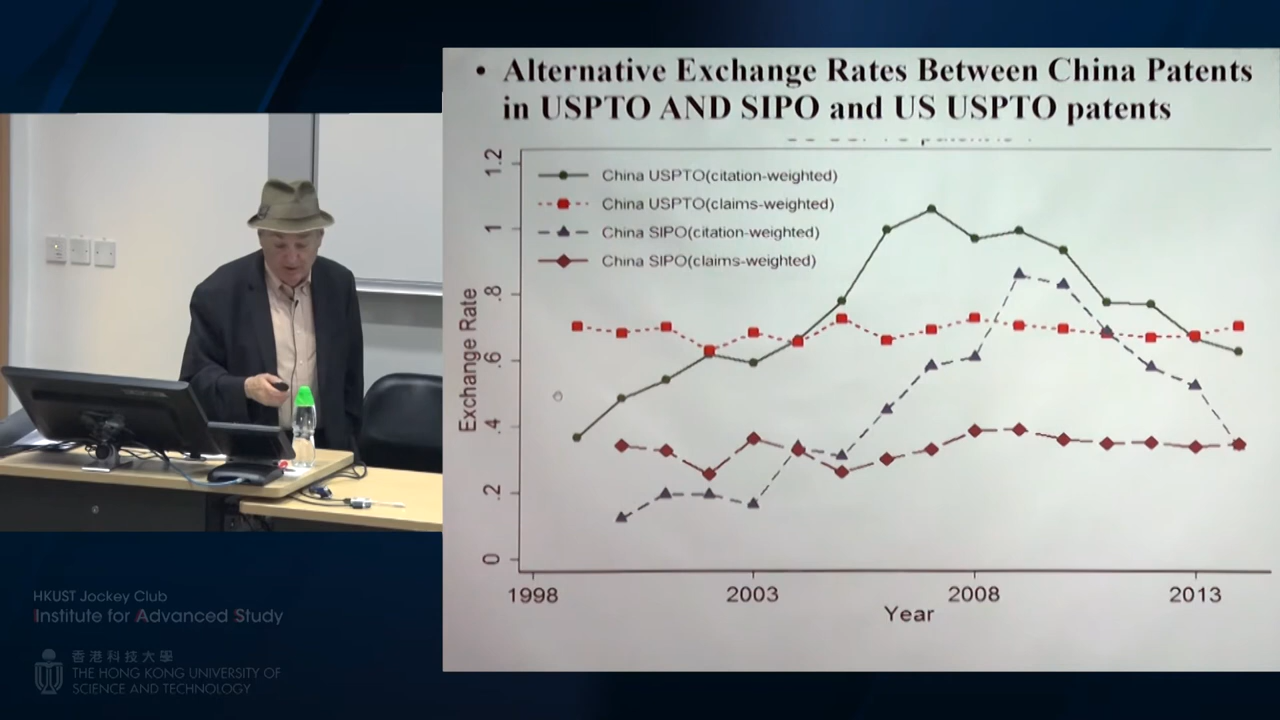 • Alternative Exchange Rates Between China Patents
in USPTO AND SIPO and US USPTO patents
1.2
1
.8
.6
.4
.2
0
Exchange Rate
China USPTO(citation-weighted)
China USPTO(claims-weighted)
China SIPO(citation-weighted)
China SIPO(claims-weighted)
1998
2003
2008
2013
Year
HKUST Jockey Club
Institute for Advanced Study
香港科技大學
THE HONG KONG UNIVERSITY OF
SCIENCE AND TECHNOLOGY